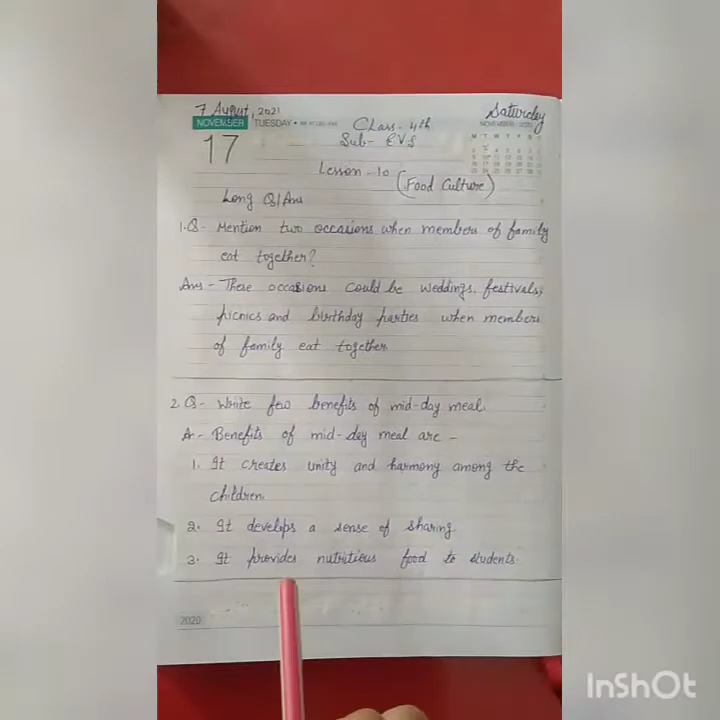 7 August, 2021
Saturday
NOVEMBER TUESDAY
17
Class - 4th
Sub - EVS
Lesson - 10 (Food Culture)
Long Q/Ans
1. Q - Mention two occasions when members of family
eat together?
Ans - These occasions could be weddings, festivals,
picnics and birthday parties when members
of family eat together.
2. Q - Write few benefits of mid-day meal.
A - Benefits of mid-day meal are -
1. It creates unity and harmony among the
children.
2. It develops a sense of sharing.
3. It provides nutritious food to students.
2020
InShOt